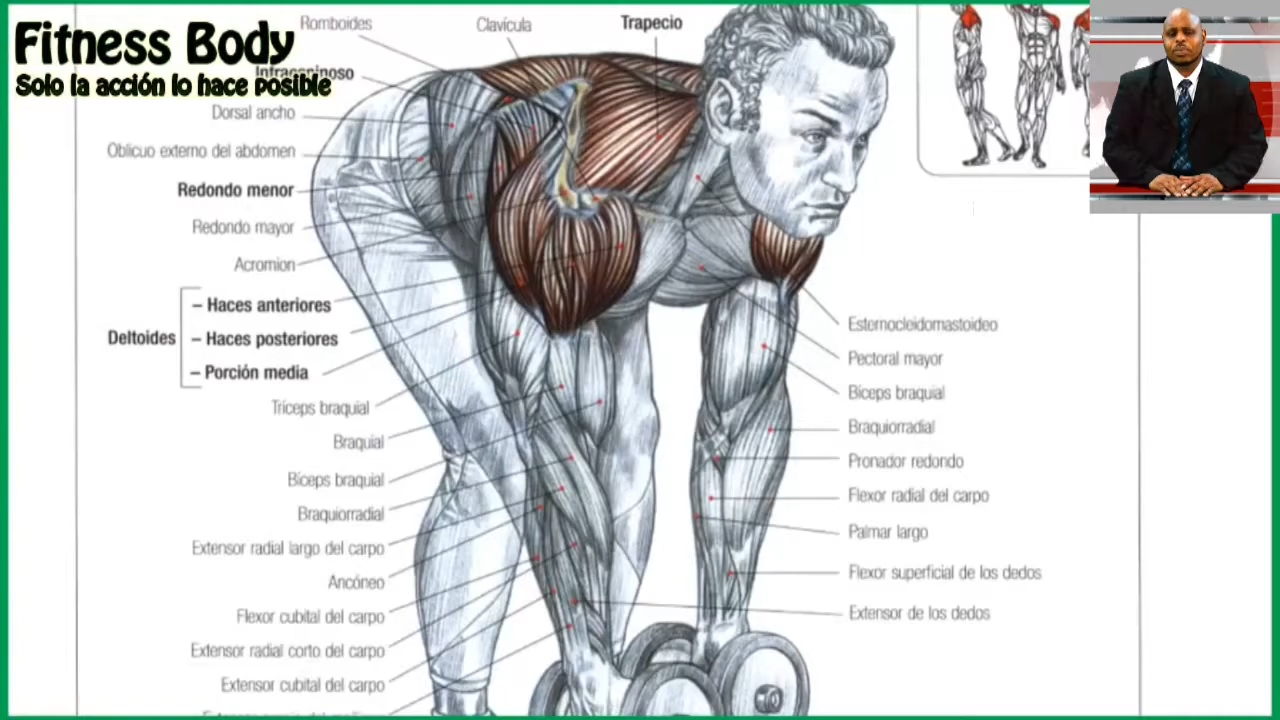 Fitness Body
Solo la acción lo hace posible
Romboides
Clavícula
Trapecio
Infraespinoso
Dorsal ancho
Oblicuo externo del abdomen
Redondo menor
Redondo mayor
Acromion
Deltoides
– Haces anteriores
– Haces posteriores
– Porción media
Tríceps braquial
Braquial
Bíceps braquial
Braquiorradial
Extensor radial largo del carpo
Ancóneo
Flexor cubital del carpo
Extensor radial corto del carpo
Extensor cubital del carpo
Esternocleidomastoideo
Pectoral mayor
Bíceps braquial
Braquiorradial
Pronador redondo
Flexor radial del carpo
Palmar largo
Flexor superficial de los dedos
Extensor de los dedos